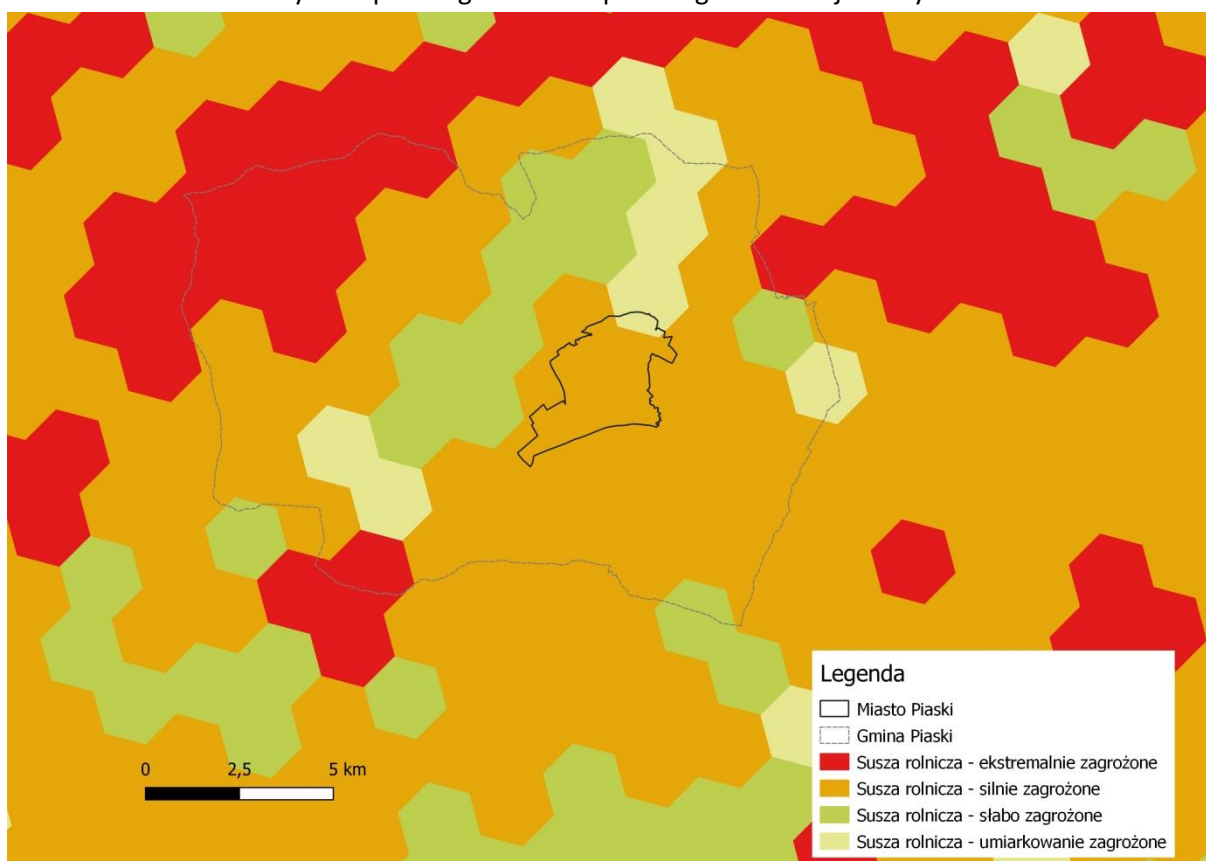 0 2,5 5 km
Legenda
Miasto Piaski
Gmina Piaski
Susza rolnicza - ekstremalnie zagrożone
Susza rolnicza - silnie zagrożone
Susza rolnicza - słabo zagrożone
Susza rolnicza - umiarkowanie zagrożone